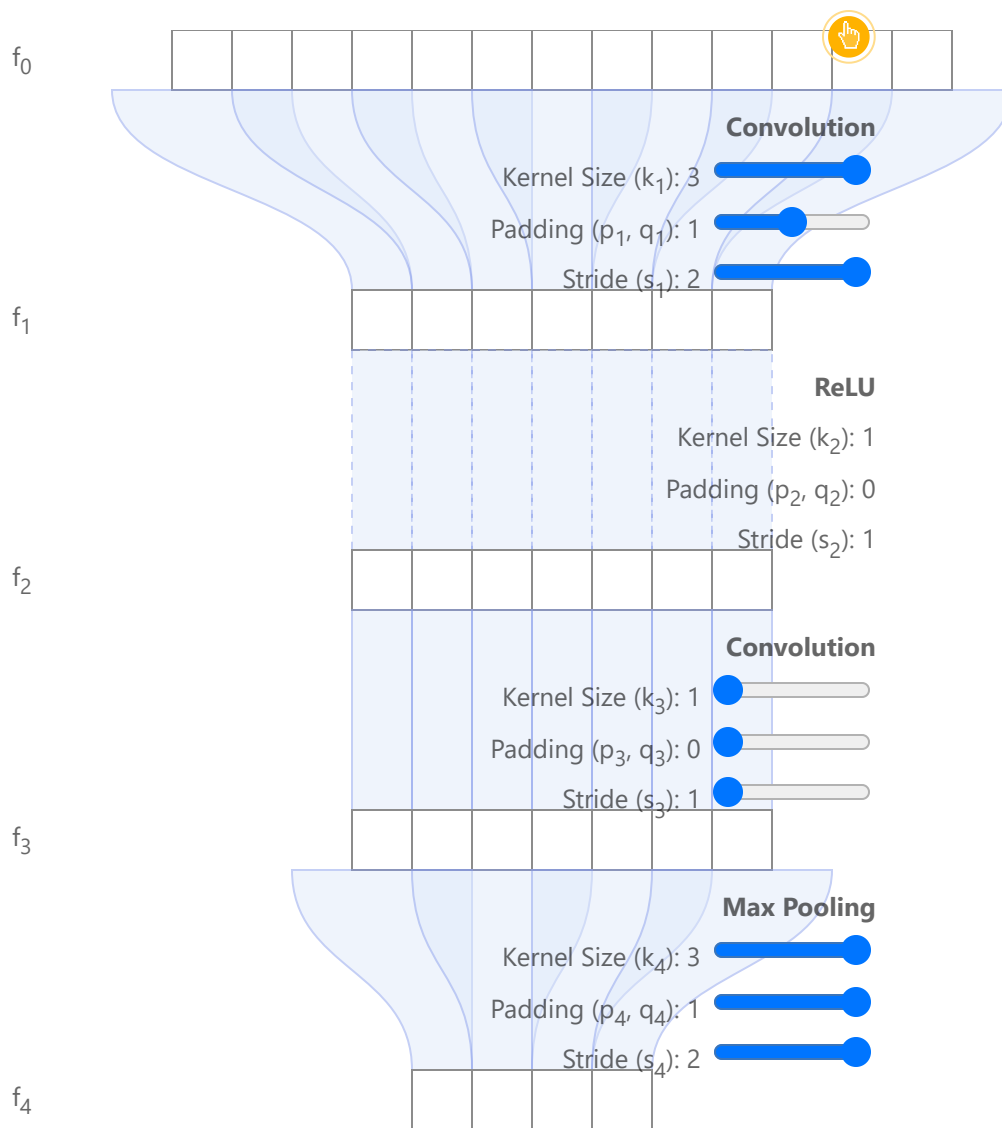 f₀
Convolution
Kernel Size (k₁): 3
Padding (p₁, q₁): 1
Stride (s₁): 2
f₁
ReLU
Kernel Size (k₂): 1
Padding (p₂, q₂): 0
Stride (s₂): 1
f₂
Convolution
Kernel Size (k₃): 1
Padding (p₃, q₃): 0
Stride (s₃): 1
f₃
Max Pooling
Kernel Size (k₄): 3
Padding (p₄, q₄): 1
Stride (s₄): 2
f₄